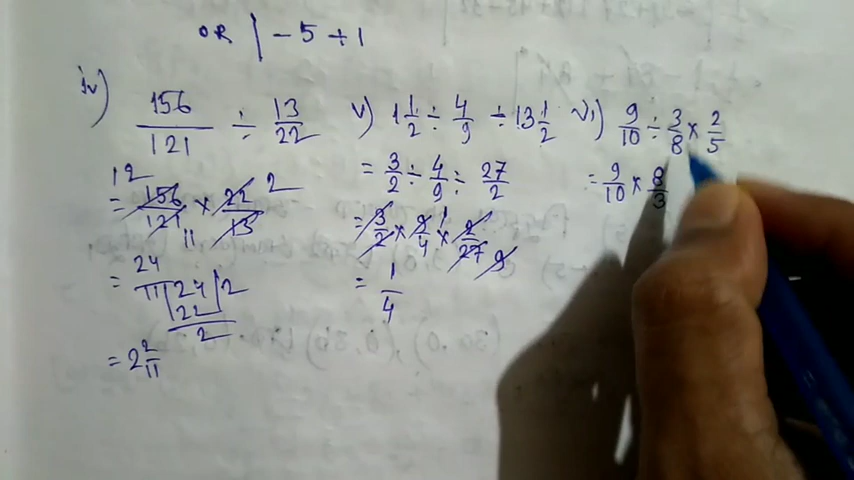 OR | -5 ÷ 1
iv) 156/121 ÷ 13/22
12
= 156/121 × 22/13 2
11
= 24/11 11|24|2
22
2
= 2 2/11
v) 1 1/2 ÷ 4/9 ÷ 13 1/2
= 3/2 ÷ 4/9 ÷ 27/2
= 3/2 × 9/4 × 2/27 9
1
= 1/4
vi) 9/10 ÷ 3/8 × 2/5
= 9/10 × 8/3